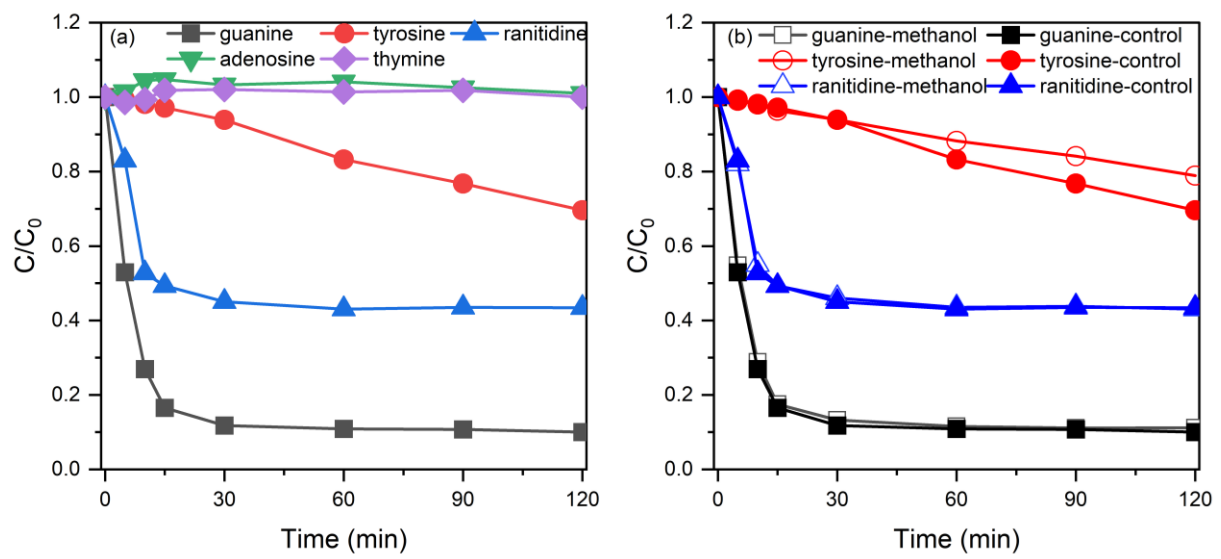 (a) guanine tyrosine ranitidine
adenosine thymine
1.2
1.0
0.8
0.6
0.4
0.2
0.0
C/C₀
0 30 60 90 120
Time (min)
(b) guanine-methanol guanine-control
tyrosine-methanol tyrosine-control
ranitidine-methanol ranitidine-control
1.2
1.0
0.8
0.6
0.4
0.2
0.0
C/C₀
0 30 60 90 120
Time (min)